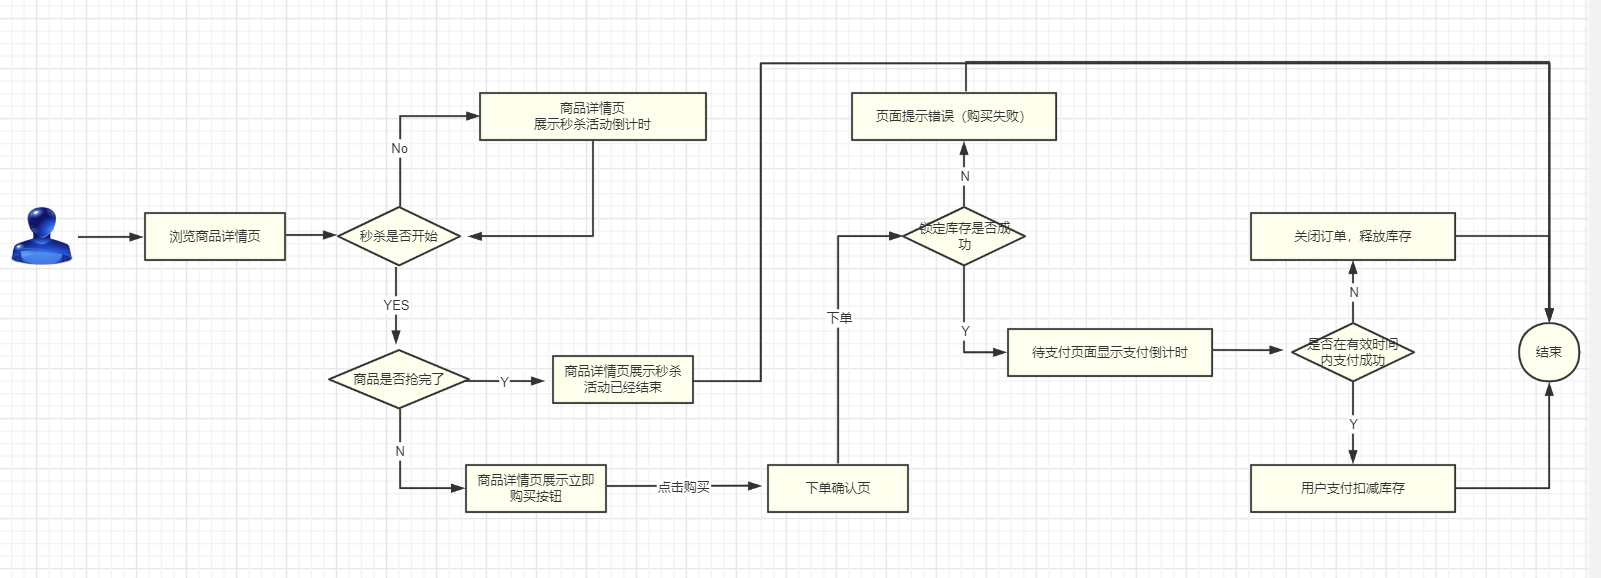 商品详情页
展示秒杀活动倒计时
页面提示错误（购买失败）
No
N
浏览商品详情页
秒杀是否开始
锁定库存是否成
功
关闭订单，释放库存
YES
下单
N
Y
待支付页面显示支付倒计时
是否在有效时间
内支付成功
结束
商品是否抢完了
Y
商品详情页展示秒杀
活动已经结束
Y
N
商品详情页展示立即
购买按钮
点击购买
下单确认页
用户支付扣减库存